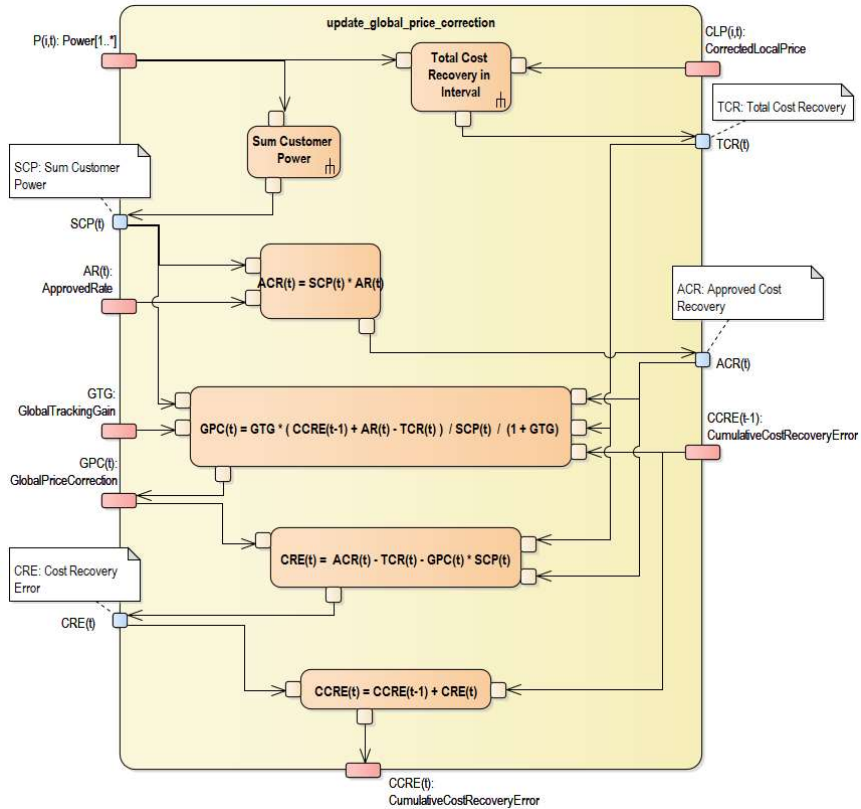 update_global_price_correction
P(i,t): Power[1..*]
CLP(i,t):
CorrectedLocalPrice
Total Cost
Recovery in
Interval
TCR: Total Cost Recovery
TCR(t)
Sum Customer
Power
SCP: Sum Customer
Power
SCP(t)
AR(t):
ApprovedRate
ACR(t) = SCP(t) * AR(t)
ACR: Approved Cost
Recovery
ACR(t)
GTG:
GlobalTrackingGain
GPC(t) = GTG * ( CCRE(t-1) + AR(t) - TCR(t) ) / SCP(t) / (1 + GTG)
CCRE(t-1):
CumulativeCostRecoveryError
GPC(t):
GlobalPriceCorrection
CRE(t) = ACR(t) - TCR(t) - GPC(t) * SCP(t)
CRE: Cost Recovery
Error
CRE(t)
CCRE(t) = CCRE(t-1) + CRE(t)
CCRE(t):
CumulativeCostRecoveryError